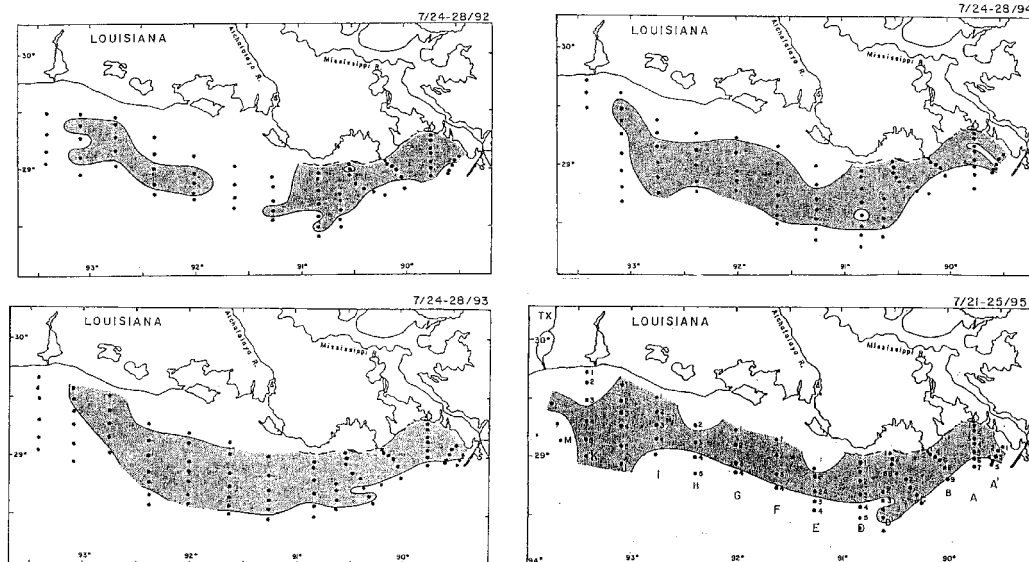 7/24-28/92
LOUISIANA
Atchafalaya R.
Mississippi R.
30°
29°
93° 92° 91° 90°
7/24-28/94
LOUISIANA
Atchafalaya R.
Mississippi R.
30°
29°
93° 92° 91° 90°
7/24-28/93
LOUISIANA
Atchafalaya R.
Mississippi R.
30°
29°
93° 92° 91° 90°
7/21-25/95
TX
LOUISIANA
Atchafalaya R.
Mississippi R.
30°
29°
M I H G F E D B A A'
94° 93° 92° 91° 90°